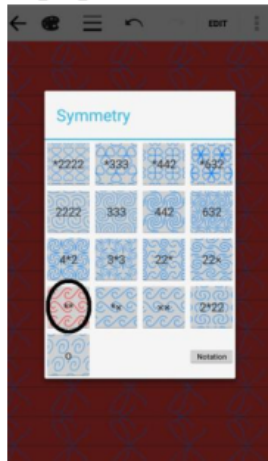 EDIT
Symmetry
*2222 *333 *442 *632
2222 333 442 632
4*2 3*3 22* 22×
** *× ×× 2*22
O
Notation